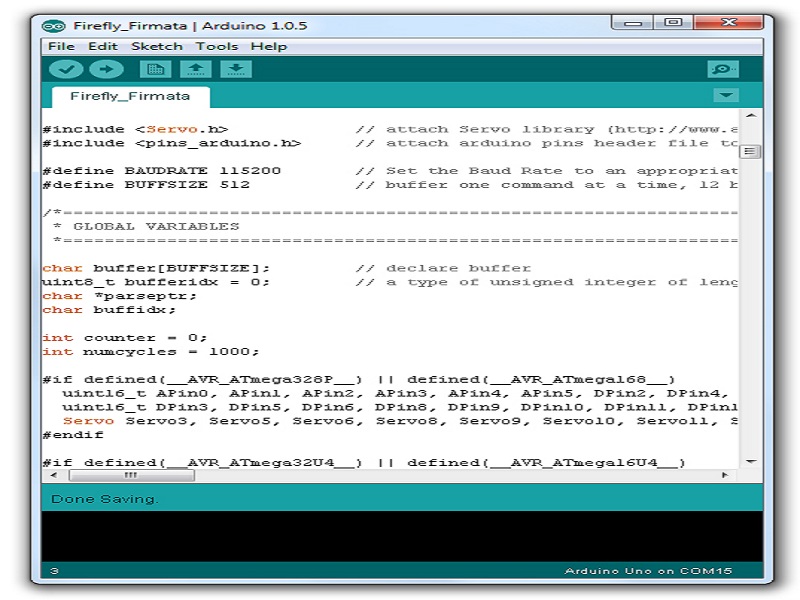 Firefly_Firmata | Arduino 1.0.5
File Edit Sketch Tools Help
Firefly_Firmata
#include <Servo.h> // attach Servo library (http://www.a
#include <pins_arduino.h> // attach arduino pins header file to
#define BAUDRATE 115200 // Set the Baud Rate to an appropriat
#define BUFFSIZE 512 // buffer one command at a time, 12 b
/*==============================================================================
* GLOBAL VARIABLES
*==============================================================================
char buffer[BUFFSIZE]; // declare buffer
uint8_t bufferidx = 0; // a type of unsigned integer of leng
char *parseptr;
char buffidx;
int counter = 0;
int numcycles = 1000;
#if defined(__AVR_ATmega328P__) || defined(__AVR_ATmega168__)
uint16_t APin0, APin1, APin2, APin3, APin4, APin5, DPin2, DPin4,
uint16_t DPin3, DPin5, DPin6, DPin8, DPin9, DPin10, DPin11, DPin1
Servo Servo3, Servo5, Servo6, Servo8, Servo9, Servo10, Servo11, S
#endif
#if defined(__AVR_ATmega32U4__) || defined(__AVR_ATmega16U4__)
Done Saving.
3 Arduino Uno on COM15